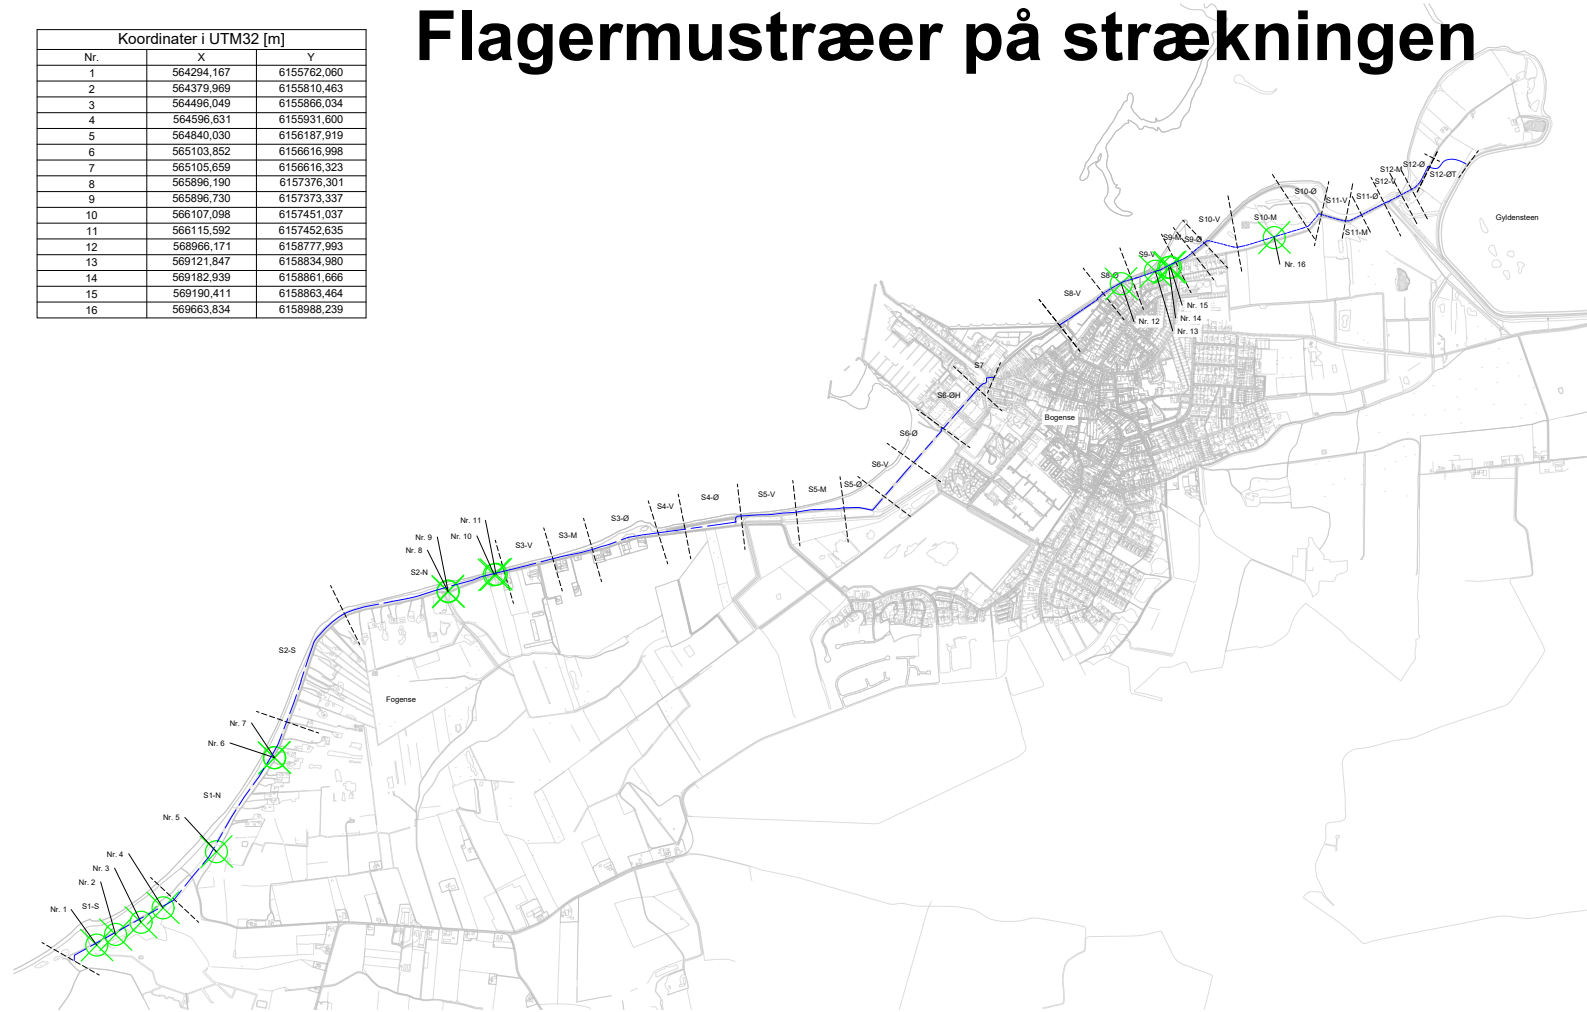 Flagermustræer på strækningen
Koordinater i UTM32 [m]
Nr. X Y
1 564294,167 6155762,060
2 564379,969 6155810,463
3 564496,049 6155866,034
4 564596,631 6155931,600
5 564840,030 6156187,919
6 565103,852 6156616,998
7 565105,659 6156616,323
8 565896,190 6157376,301
9 565896,730 6157373,337
10 566107,098 6157451,037
11 566115,592 6157452,635
12 568966,171 6158777,993
13 569121,847 6158834,980
14 569182,939 6158861,666
15 569190,411 6158863,464
16 569663,834 6158988,239
S12-Ø
S12-M
S12-ØT
S12-V
S11-Ø
S10-Ø
S11-V
S11-M
S10-M
S10-V
Gyldensteen
S9-M
S9-Ø
S9-V
Nr. 16
S8-Ø
S8-V
Nr. 15
Nr. 14
Nr. 12
Nr. 13
S7
S6-ØH
Bogense
S6-Ø
S6-V
S5-Ø
S5-M
S5-V
S4-Ø
S4-V
S3-Ø
S3-M
S3-V
Nr. 11
Nr. 10
Nr. 9
Nr. 8
S2-N
S2-S
Fogense
Nr. 7
Nr. 6
S1-N
Nr. 5
Nr. 4
Nr. 3
Nr. 2
Nr. 1
S1-S